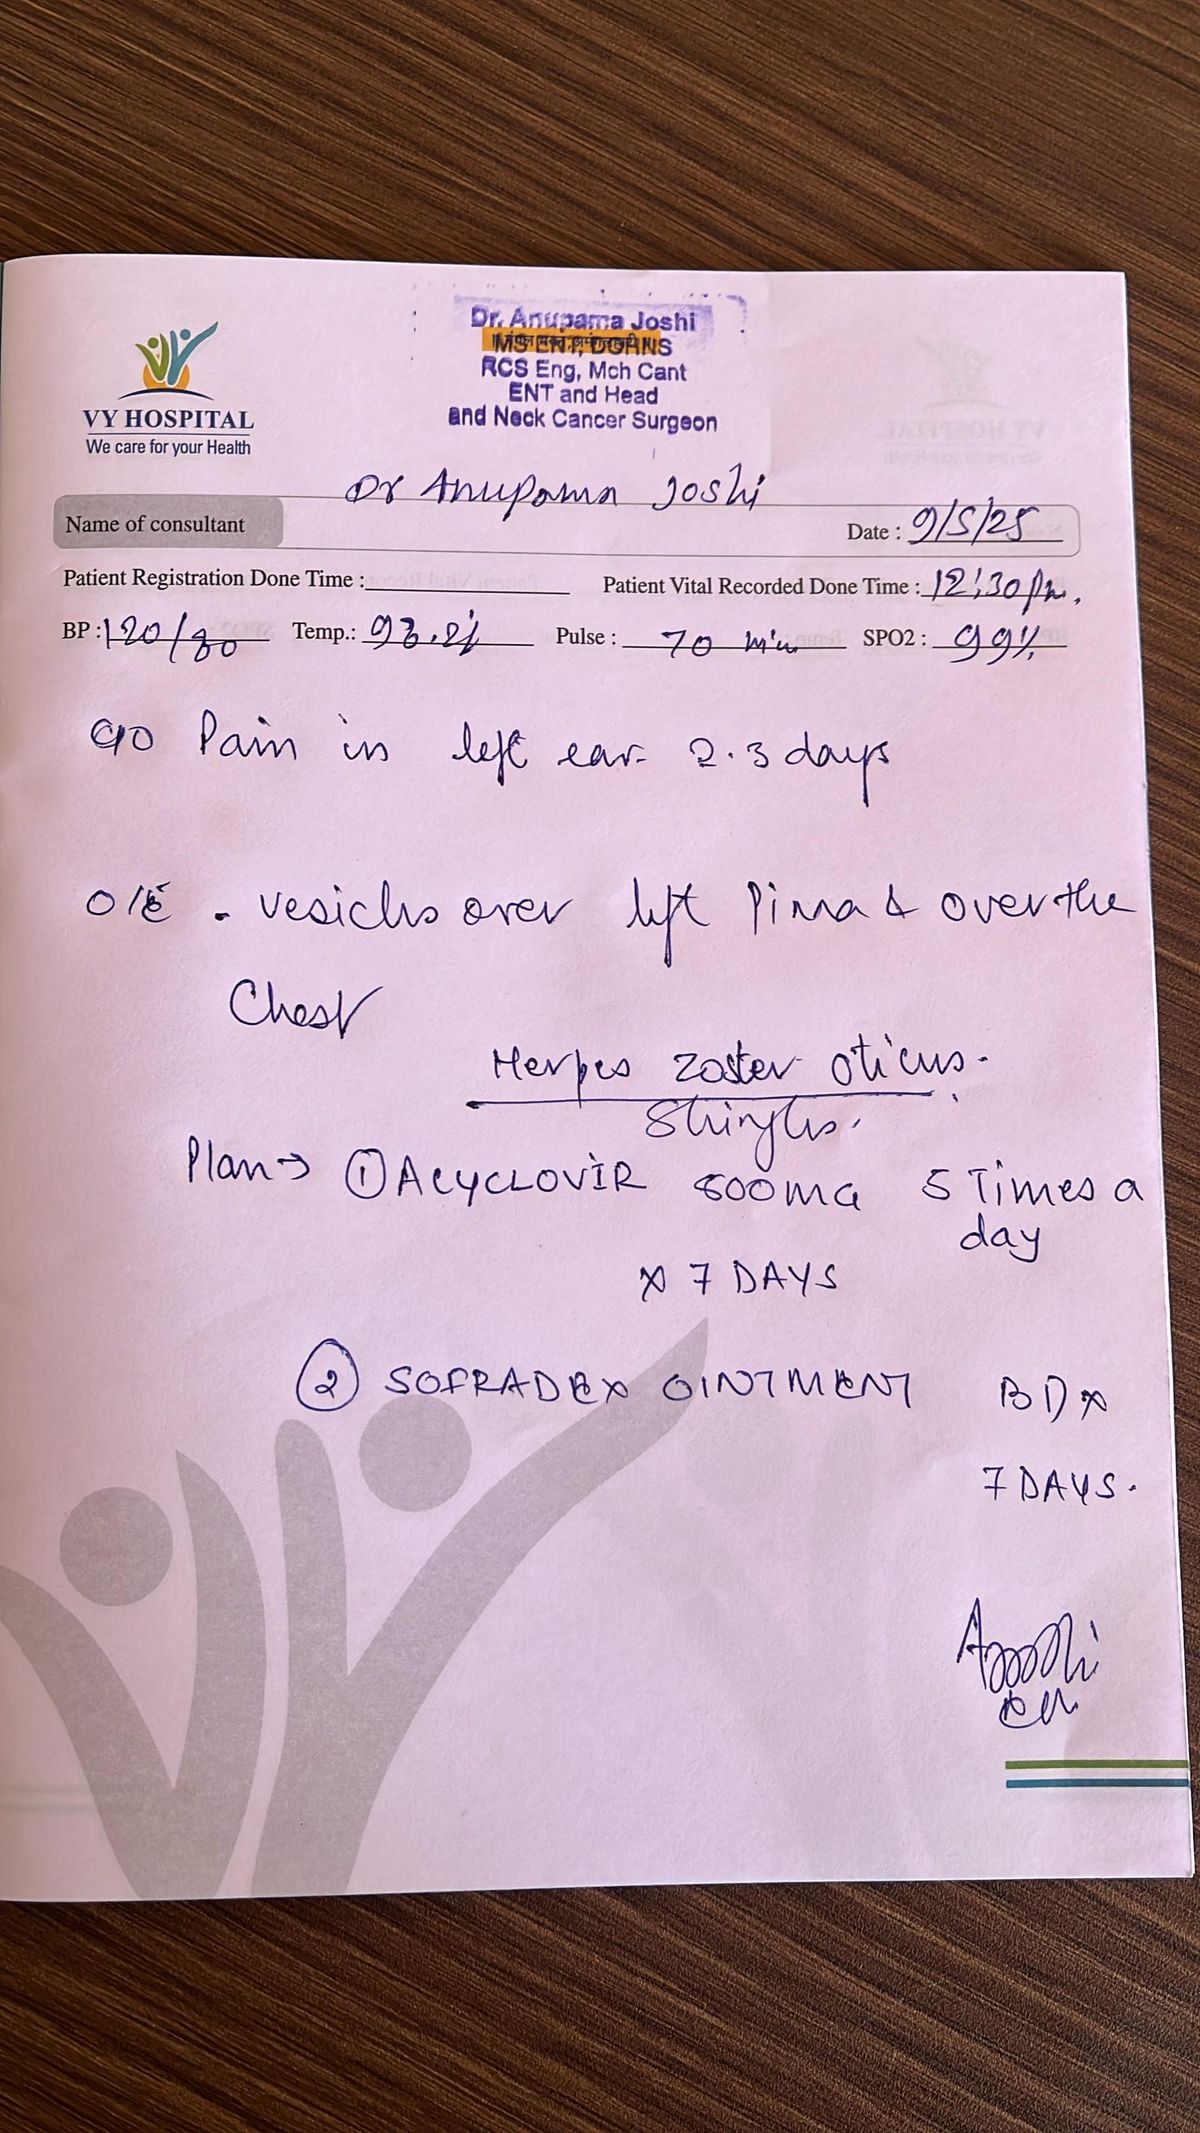 Dr. Anupama Joshi
MS ENT, DORNS
RCS Eng, Mch Cant
ENT and Head
and Neck Cancer Surgeon
VY HOSPITAL
We care for your Health
Dr Anupama Joshi
Name of consultant
Date : 9/5/25
Patient Registration Done Time :
Patient Vital Recorded Done Time : 12:30 pm.
BP : 120/80 Temp.: Pulse : 70 min SPO2 : 99%
C/O Pain in left ear 2.3 days
O/E - vesicles over left Pinna & over the
Chest
Herpes zoster oticus.
Shingles.
Plan → ① ACYCLOVIR 800MG 5 Times a
day
x 7 DAYS
② SOFRADEX OINTMENT BD x
7 DAYS.